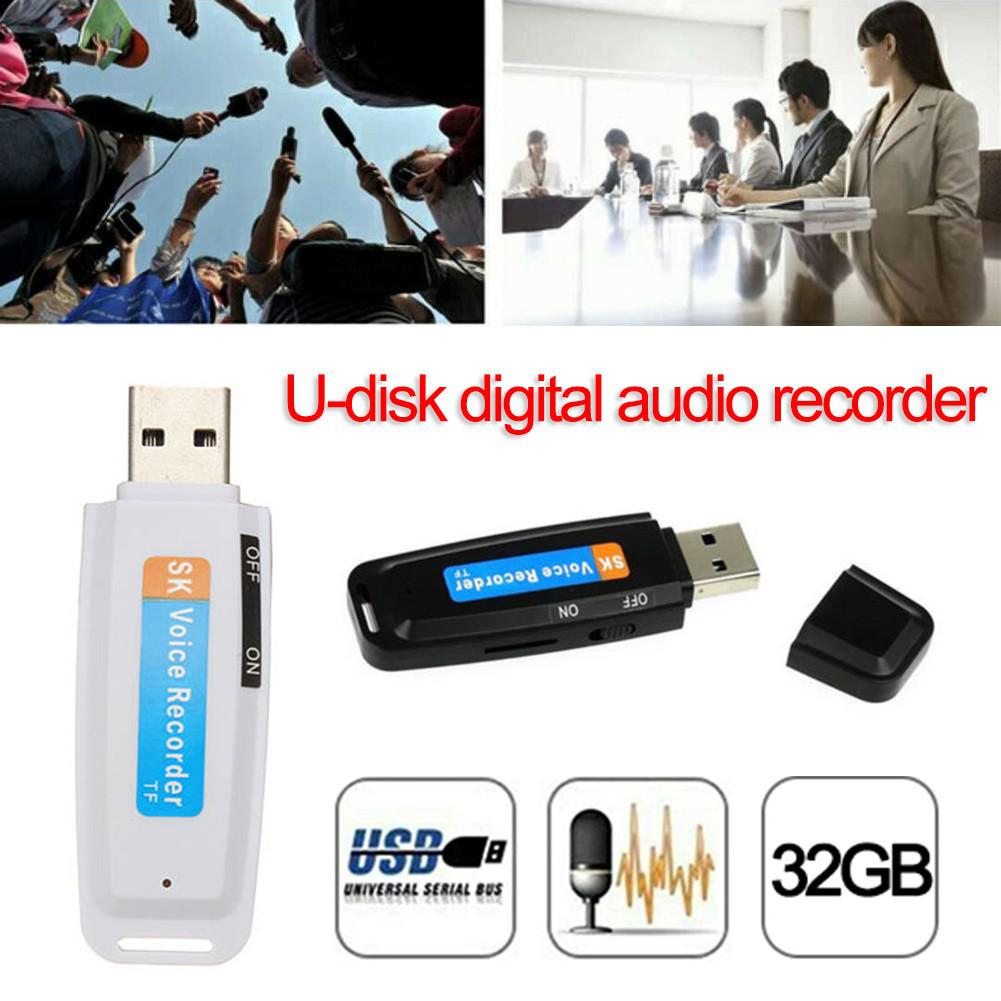 U-disk digital audio recorder
OFF
ON
SK Voice Recorder
TF
SK Voice Recorder
TF
ON
OFF
USB
UNIVERSAL SERIAL BUS
32GB